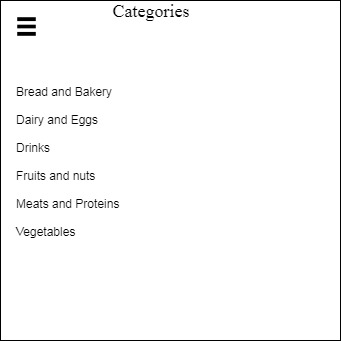 Categories
Bread and Bakery
Dairy and Eggs
Drinks
Fruits and nuts
Meats and Proteins
Vegetables